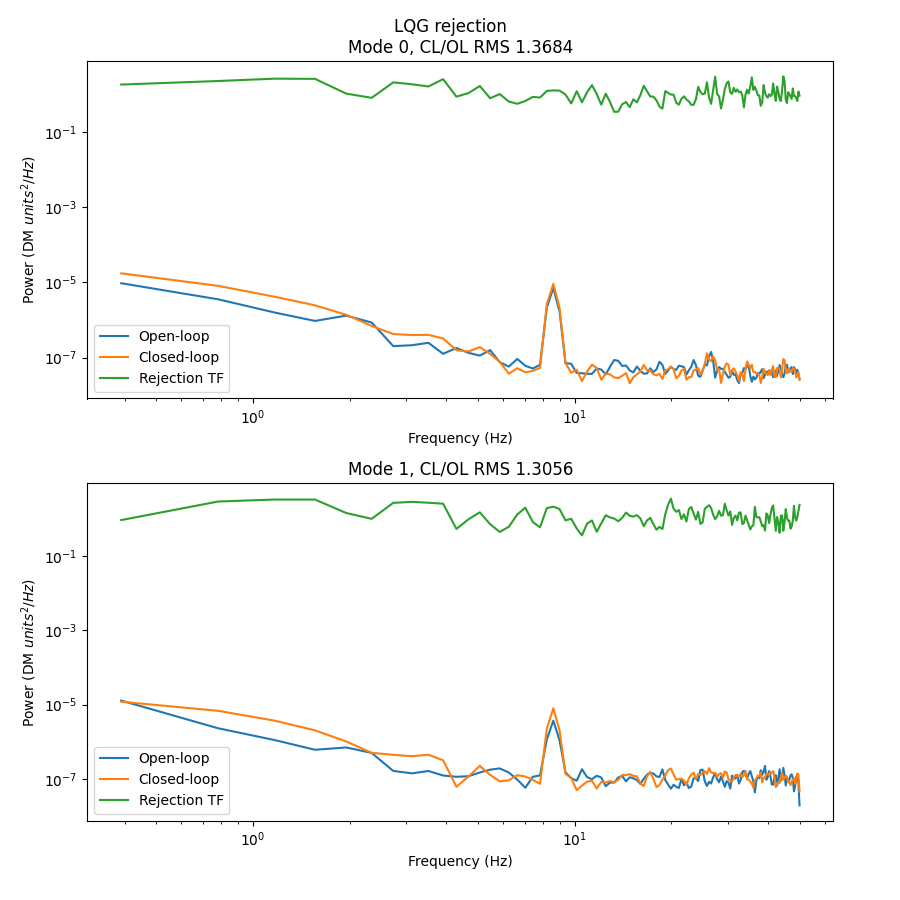 LQG rejection
Mode 0, CL/OL RMS 1.3684
Power (DM units²/Hz)
10⁻¹
10⁻³
10⁻⁵
10⁻⁷
Open-loop
Closed-loop
Rejection TF
10⁰ 10¹
Frequency (Hz)
Mode 1, CL/OL RMS 1.3056
Power (DM units²/Hz)
10⁻¹
10⁻³
10⁻⁵
10⁻⁷
Open-loop
Closed-loop
Rejection TF
10⁰ 10¹
Frequency (Hz)